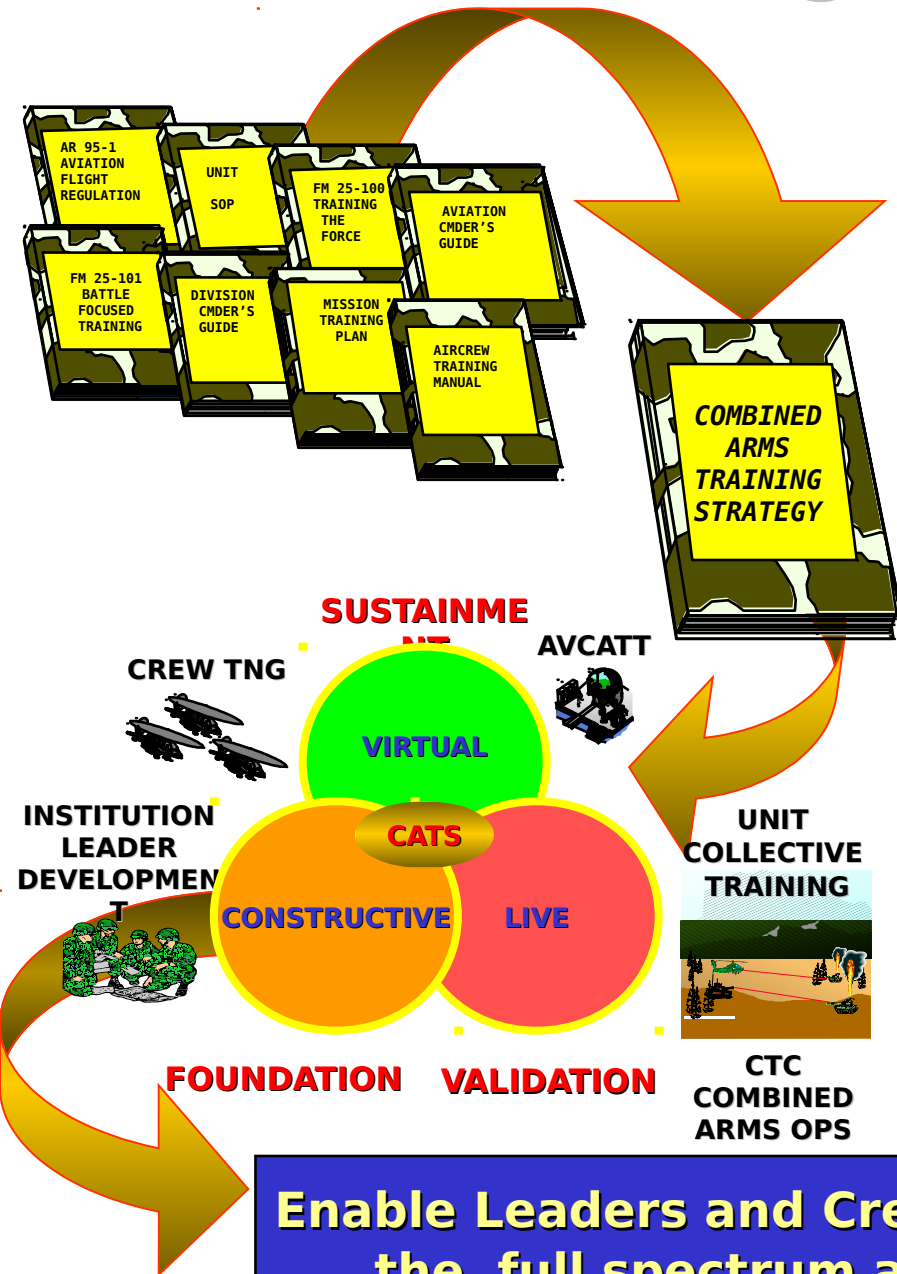 AR 95-1
AVIATION
FLIGHT
REGULATION
UNIT
SOP
FM 25-100
TRAINING
THE
FORCE
AVIATION
CMDER’S
GUIDE
FM 25-101
BATTLE
FOCUSED
TRAINING
DIVISION
CMDER’S
GUIDE
MISSION
TRAINING
PLAN
AIRCREW
TRAINING
MANUAL
COMBINED
ARMS
TRAINING
STRATEGY
SUSTAINME
NT
AVCATT
CREW TNG
VIRTUAL
INSTITUTION
LEADER
DEVELOPMEN
T
CATS
UNIT
COLLECTIVE
TRAINING
CONSTRUCTIVE
LIVE
FOUNDATION
VALIDATION
CTC
COMBINED
ARMS OPS
Enable Leaders and Cre
the full spectrum a